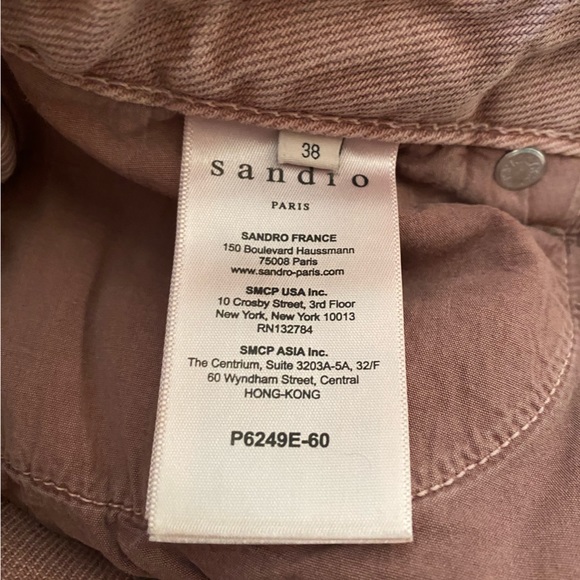 38
sandro
PARIS
SANDRO FRANCE
150 Boulevard Haussmann
75008 Paris
www.sandro-paris.com
SMCP USA Inc.
10 Crosby Street, 3rd Floor
New York, New York 10013
RN132784
SMCP ASIA Inc.
The Centrium, Suite 3203A-5A, 32/F
60 Wyndham Street, Central
HONG-KONG
P6249E-60